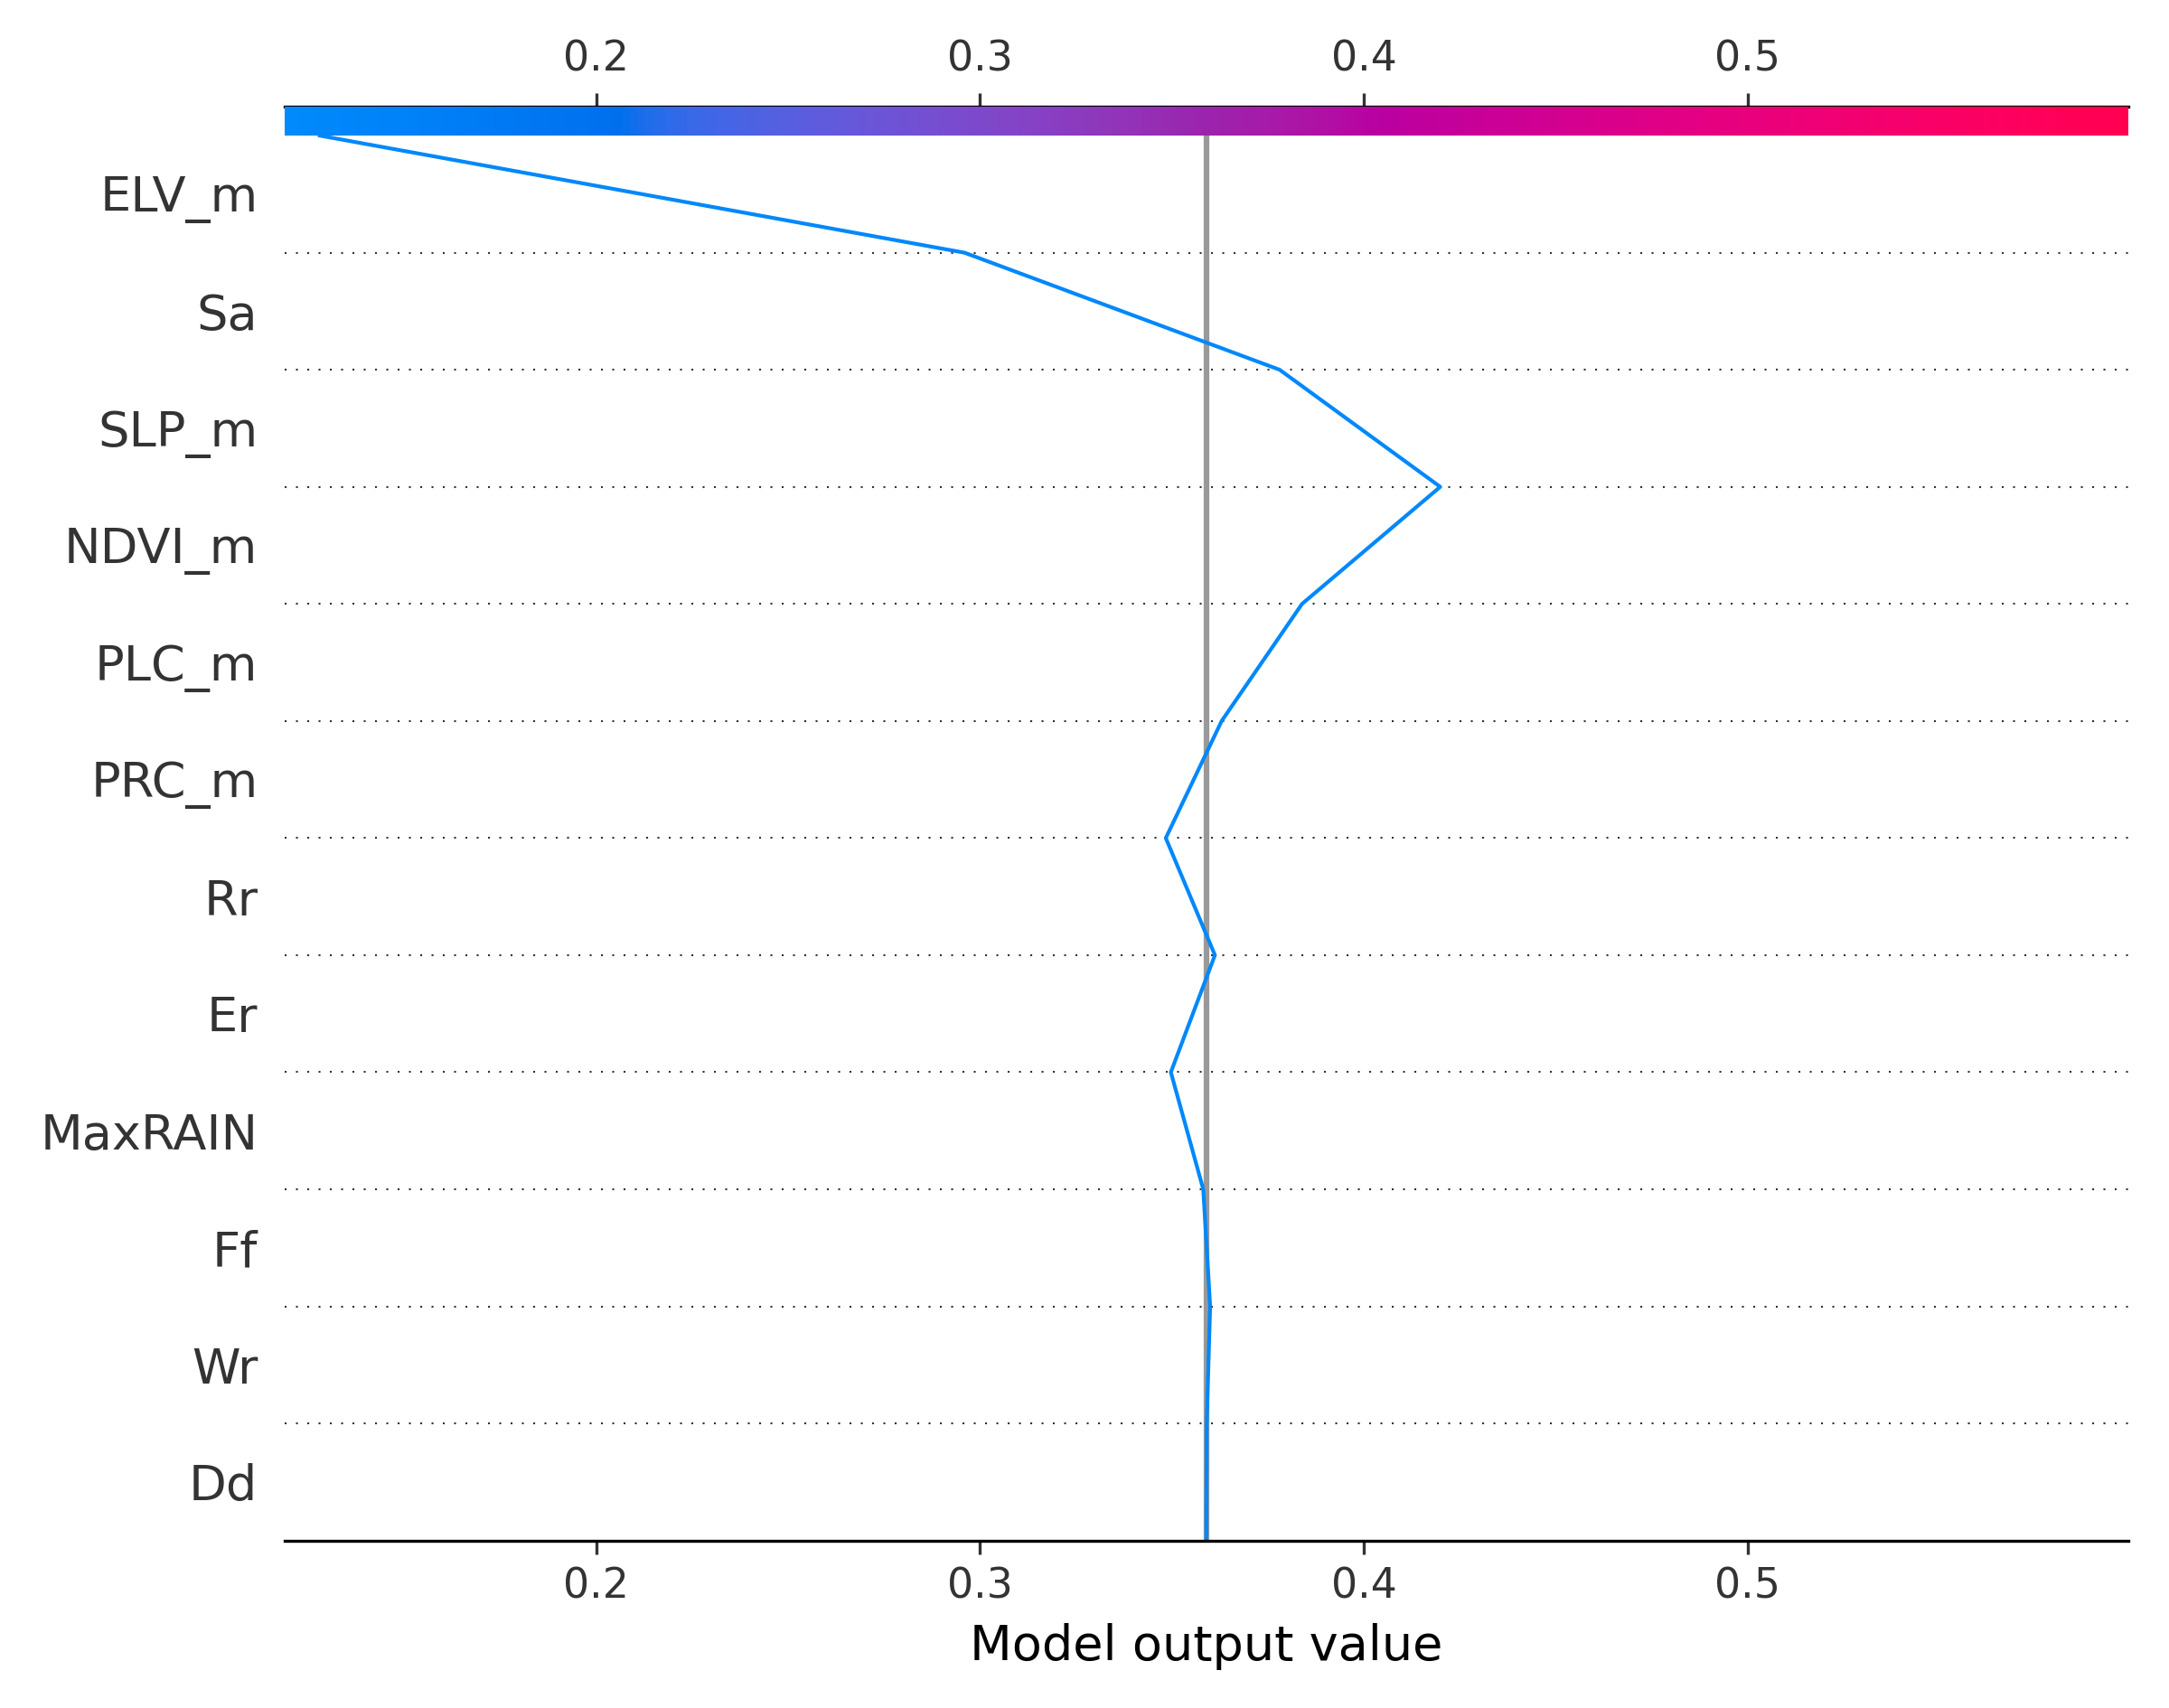 0.2 0.3 0.4 0.5
ELV_m
Sa
SLP_m
NDVI_m
PLC_m
PRC_m
Rr
Er
MaxRAIN
Ff
Wr
Dd
0.2 0.3 0.4 0.5
Model output value